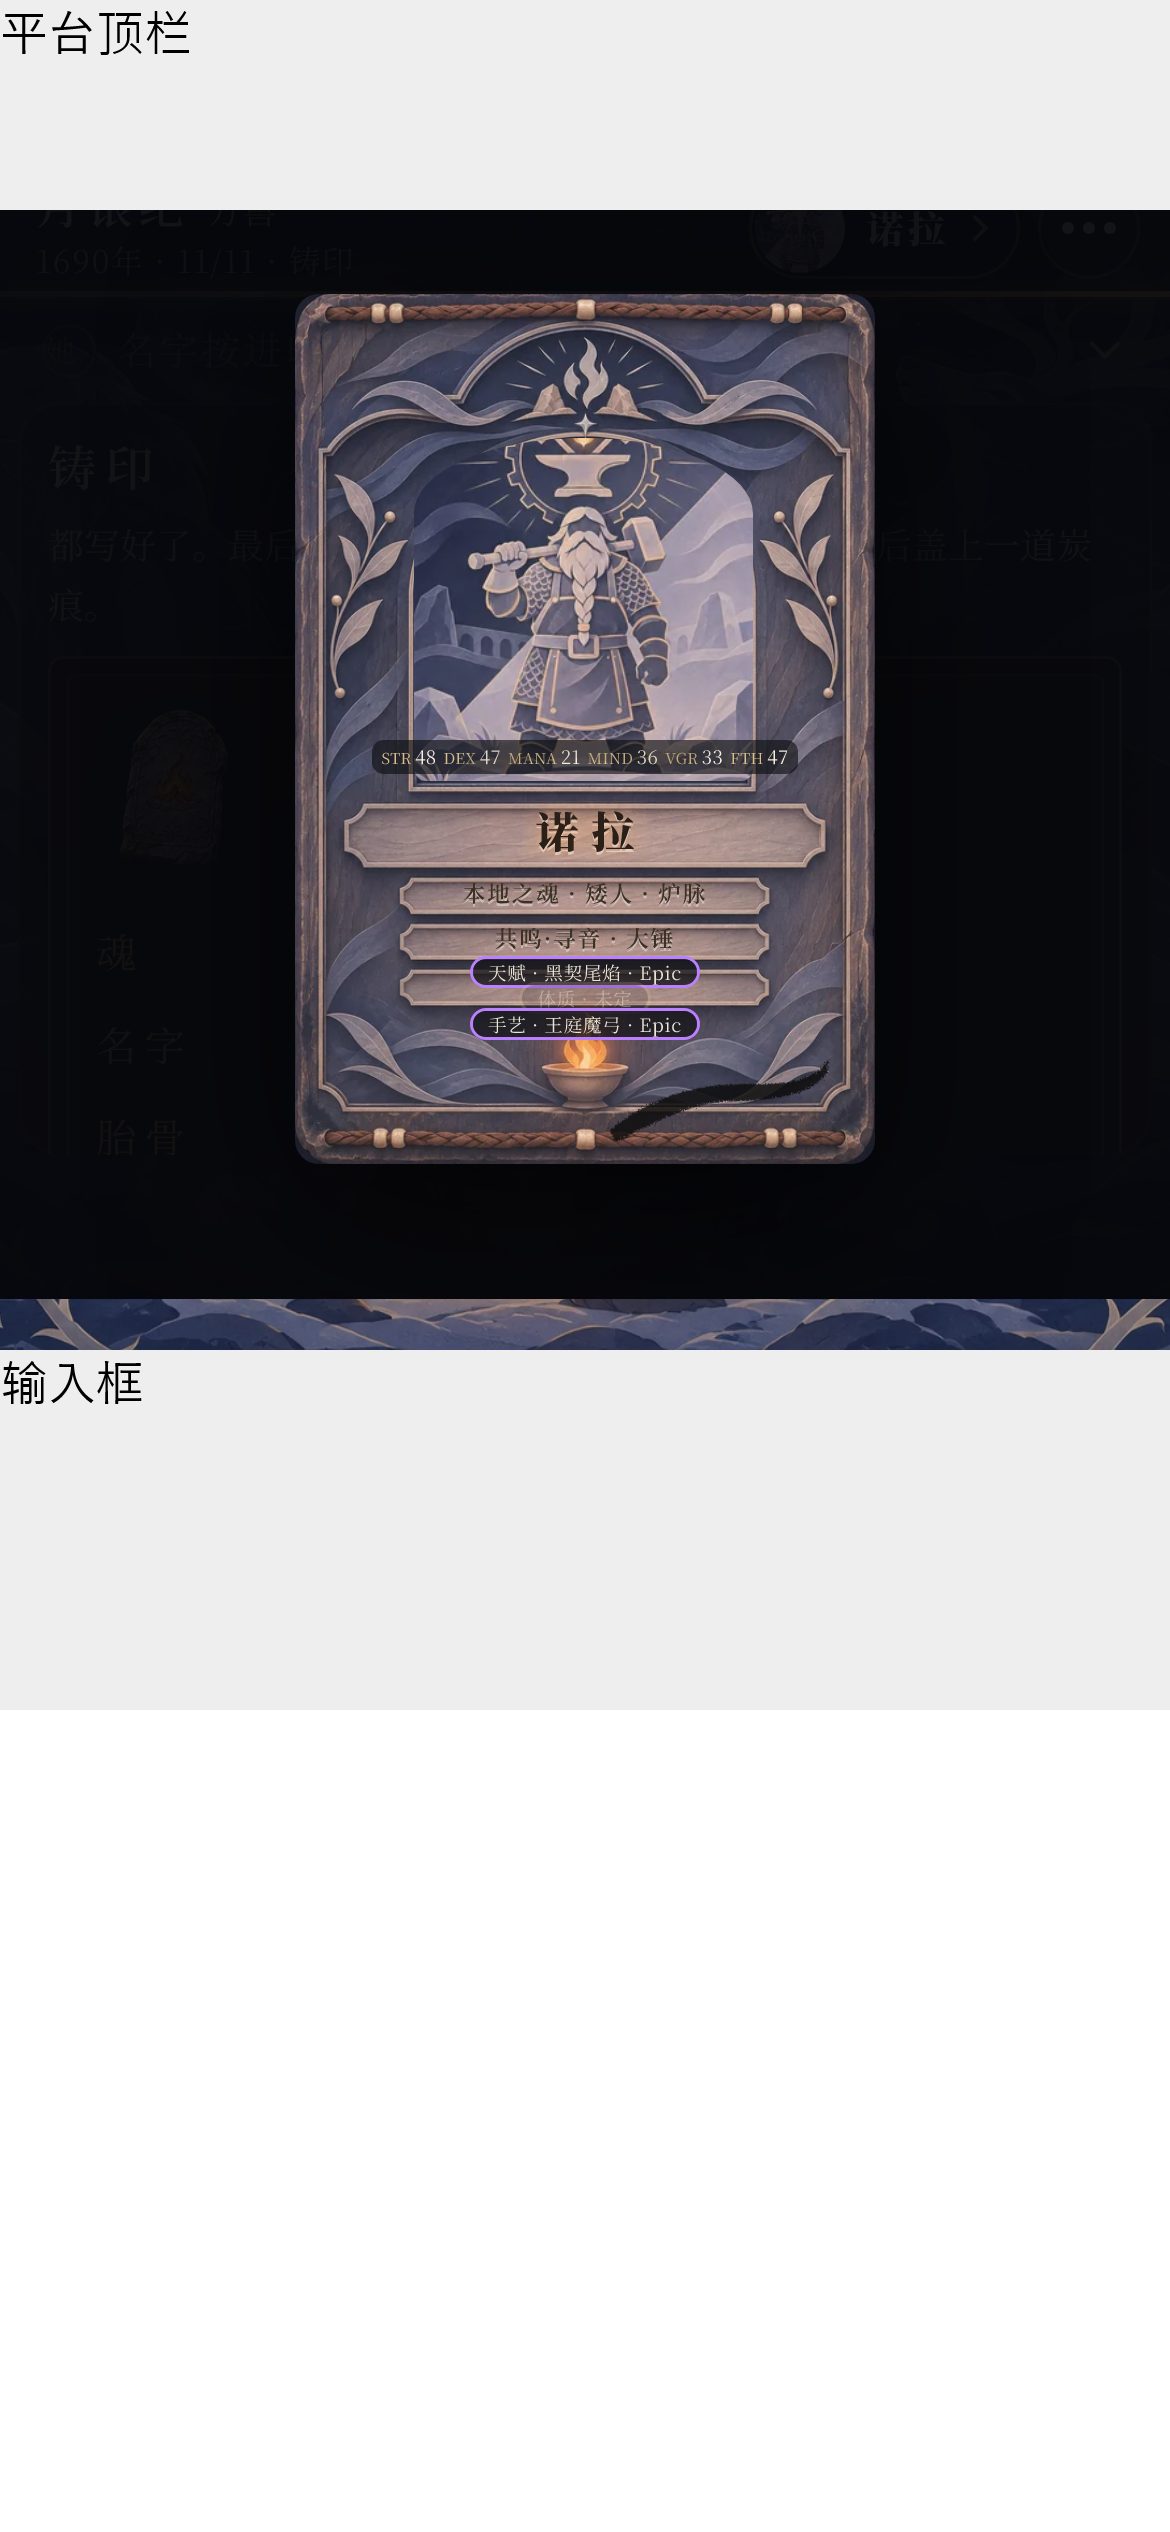 平台顶栏
1690年 · 11/11 · 铸印
诺拉
名字按进
铸印
都写好了。最后
后盖上一道炭
痕。
STR 48 DEX 47 MANA 21 MIND 36 VGR 33 FTH 47
诺拉
本地之魂 · 矮人 · 炉脉
共鸣·寻音 · 大锤
天赋 · 黑契尾焰 · Epic
体质 · 未定
手艺 · 王庭魔弓 · Epic
魂
名字
胎骨
输入框